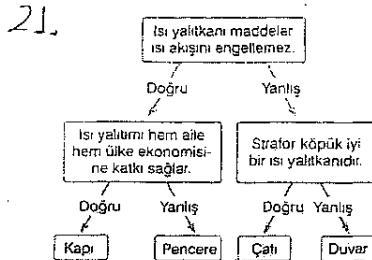 21.
Isı yalıtkanı maddeler
ısı akışını engellemez.
Doğru Yanlış
Isı yalıtımı hem aile
hem ülke ekonomisi-
ne katkı sağlar.
Strafor köpük iyi
bir ısı yalıtkanıdır.
Doğru Yanlış Doğru Yanlış
Kapı Pencere Çatı Duvar